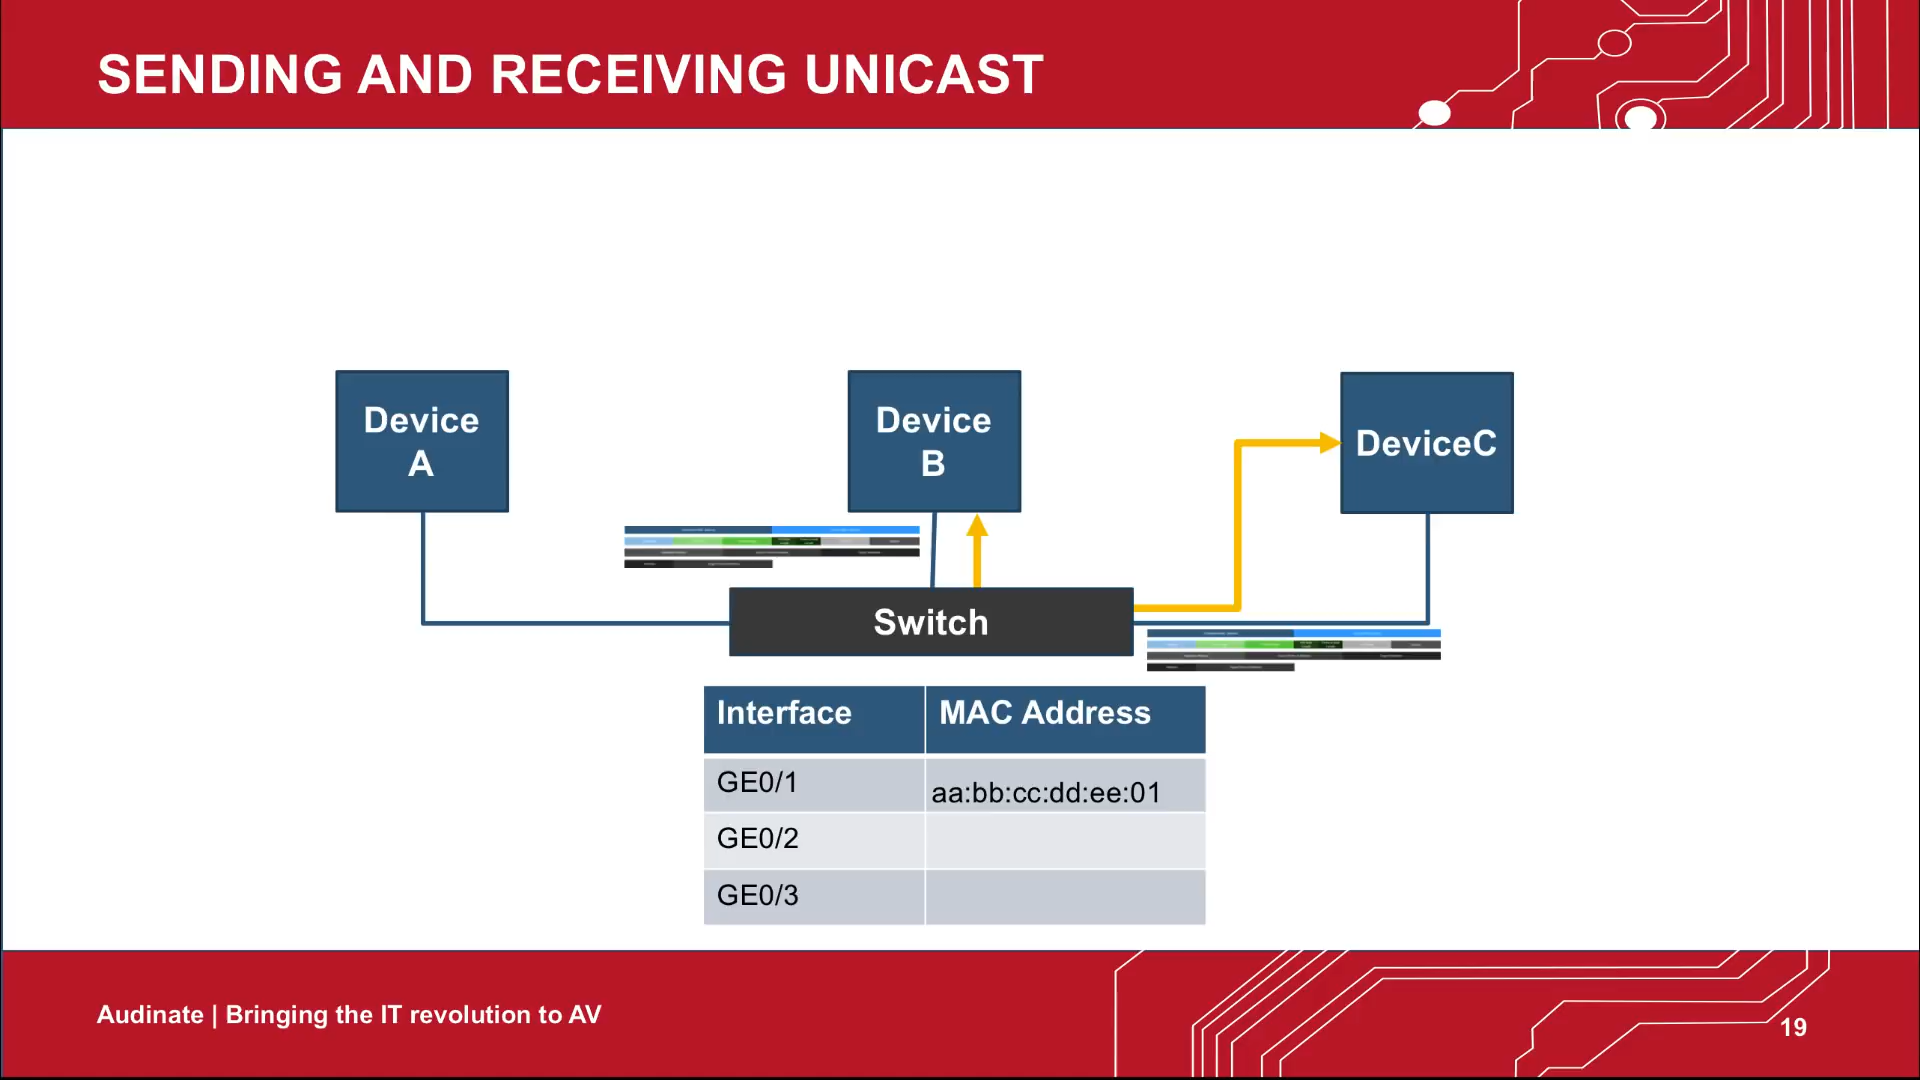 SENDING AND RECEIVING UNICAST
Device
A
Device
B
DeviceC
Switch
Interface MAC Address
GE0/1 aa:bb:cc:dd:ee:01
GE0/2
GE0/3
Audinate | Bringing the IT revolution to AV
19